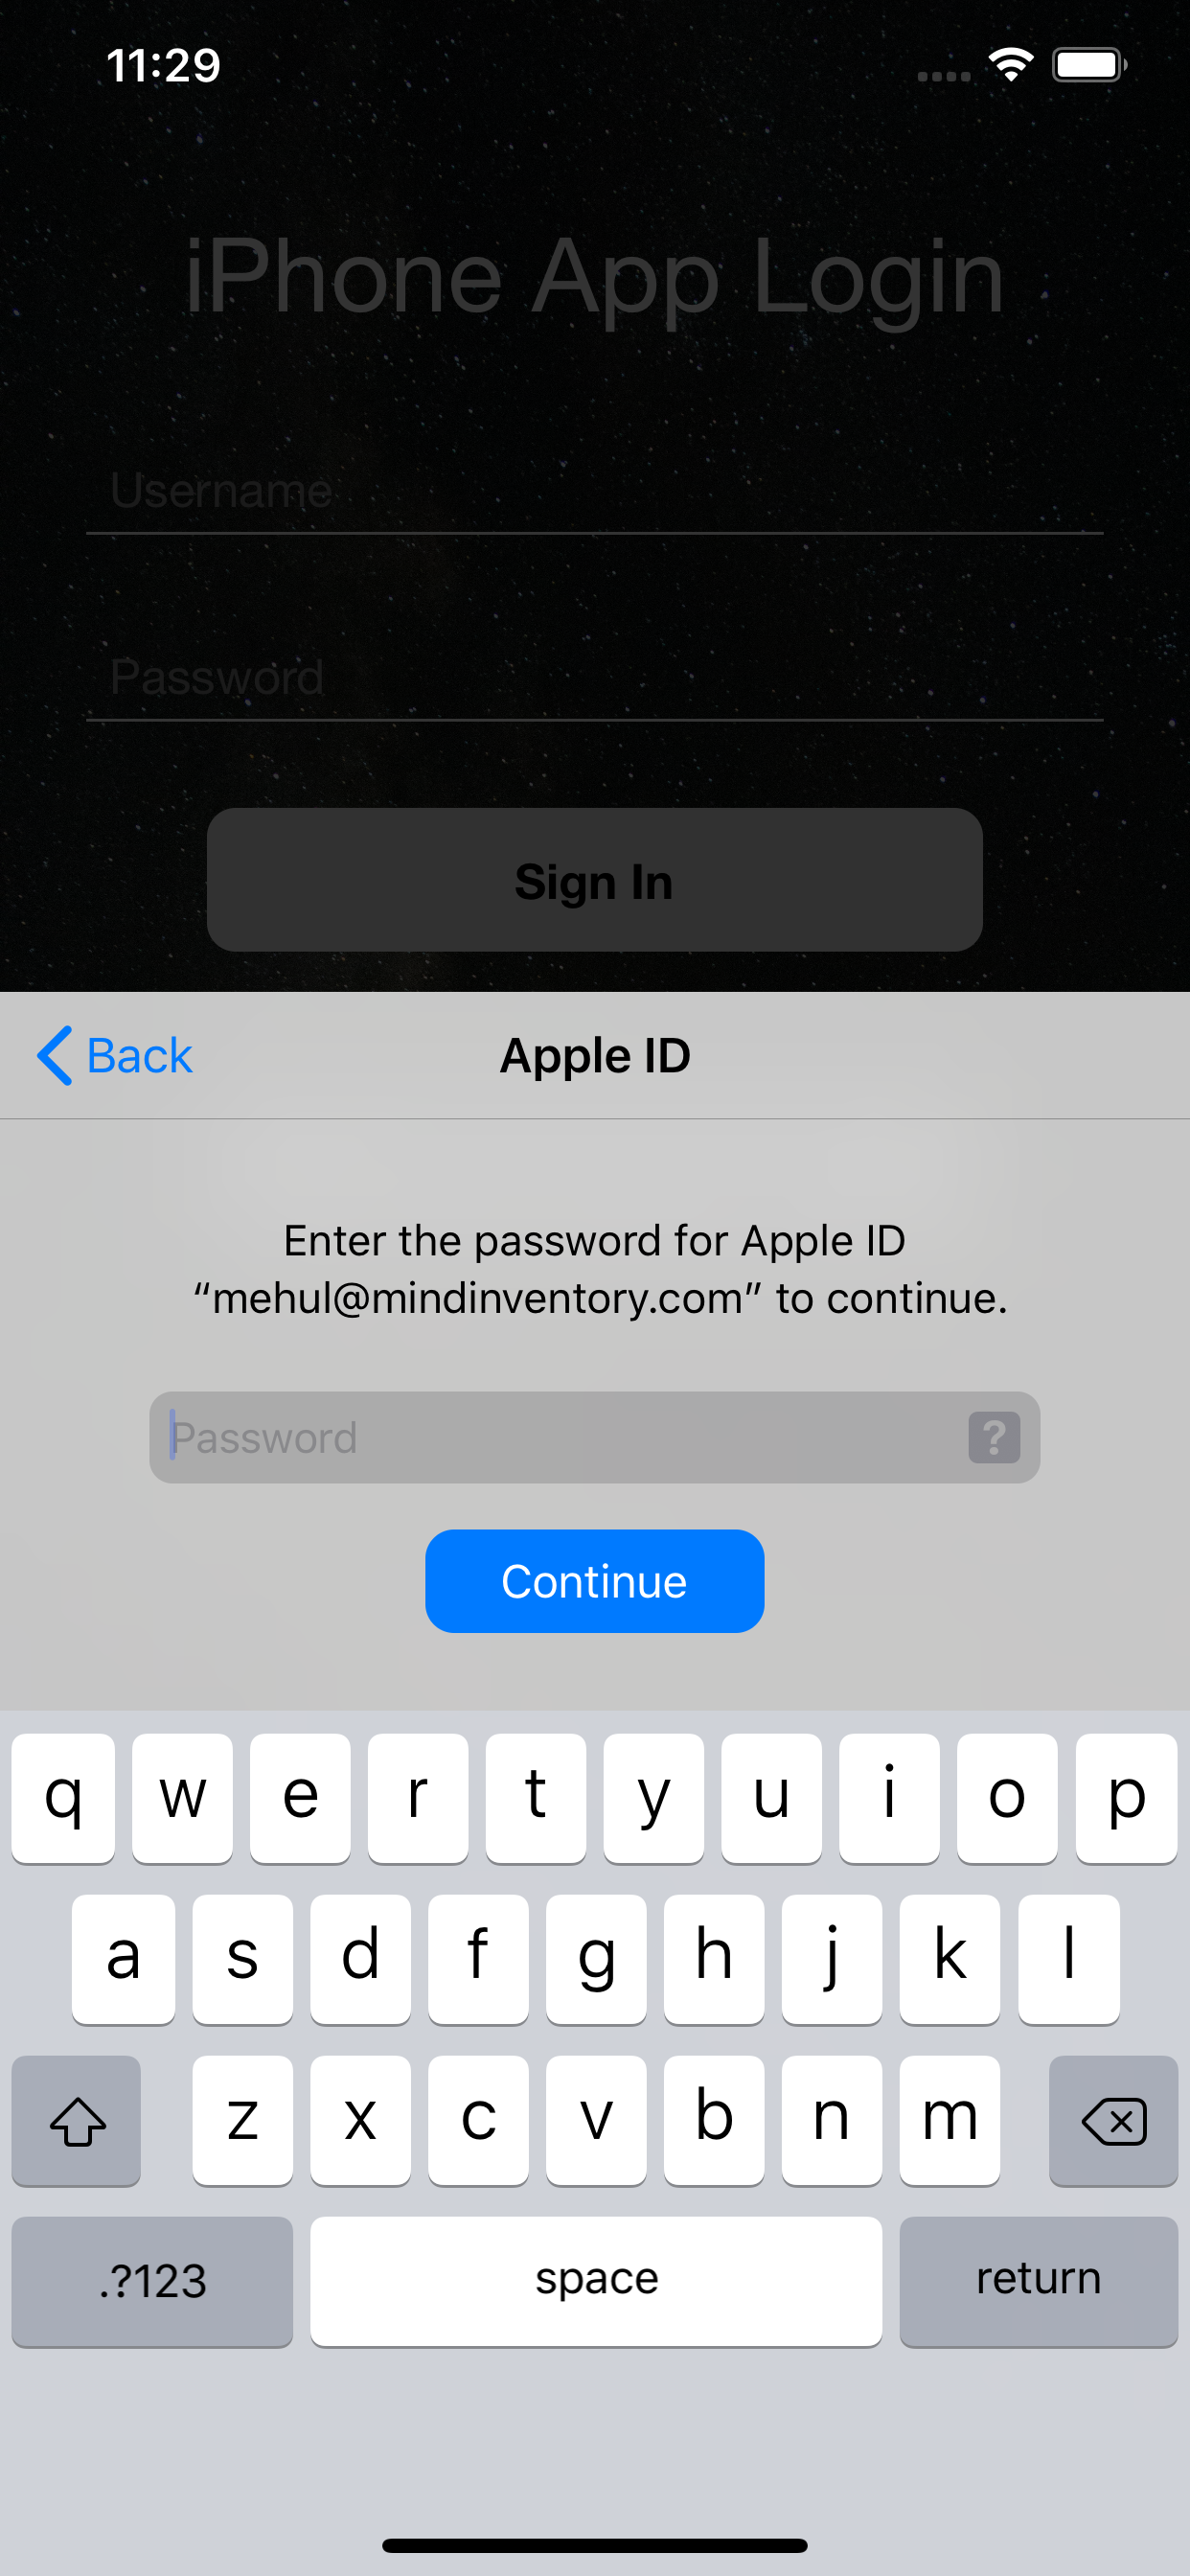 11:29
iPhone App Login
Username
Password
Sign In
Back
Apple ID
Enter the password for Apple ID
“mehul@mindinventory.com” to continue.
Password
?
Continue
q w e r t y u i o p
a s d f g h j k l
z x c v b n m
.?123 space return